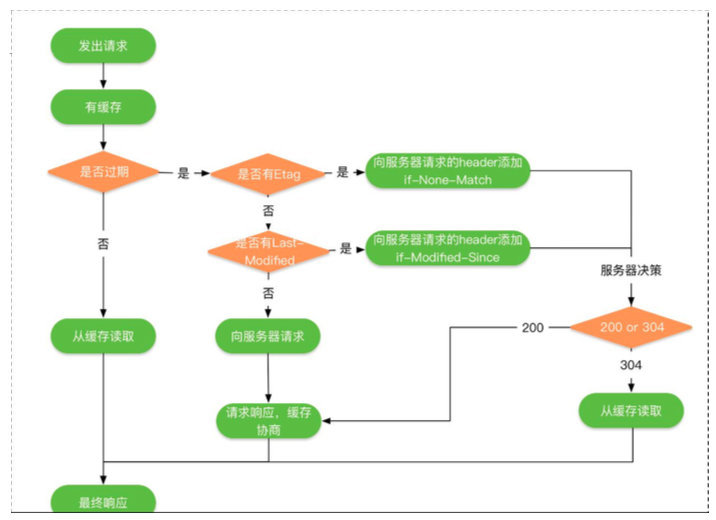 发出请求
有缓存
是否过期
是
是否有Etag
是
向服务器请求的header添加
if-None-Match
否
否
是否有Last-
Modified
是
向服务器请求的header添加
if-Modified-Since
服务器决策
否
从缓存读取
向服务器请求
200
200 or 304
304
请求响应，缓存
协商
从缓存读取
最终响应